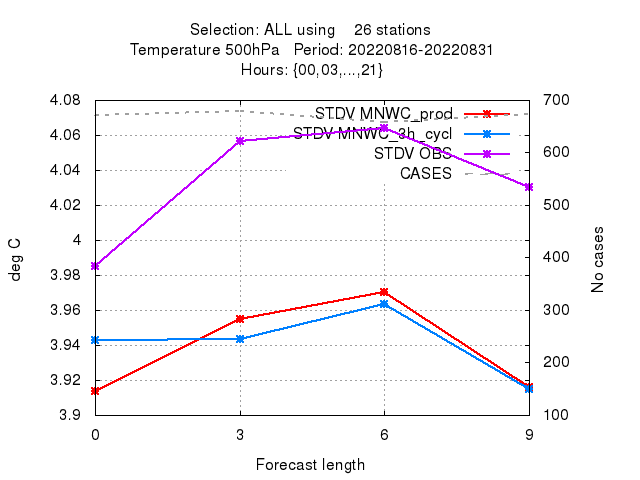 Selection: ALL using    26 stations
Temperature 500hPa   Period: 20220816-20220831
Hours: {00,03,...,21}
4.08
4.06
4.04
4.02
4
3.98
3.96
3.94
3.92
3.9
deg C
STDV MNWC_prod
STDV MNWC_3h_cycl
STDV OBS
CASES
700
600
500
400
300
200
100
No cases
0 3 6 9
Forecast length